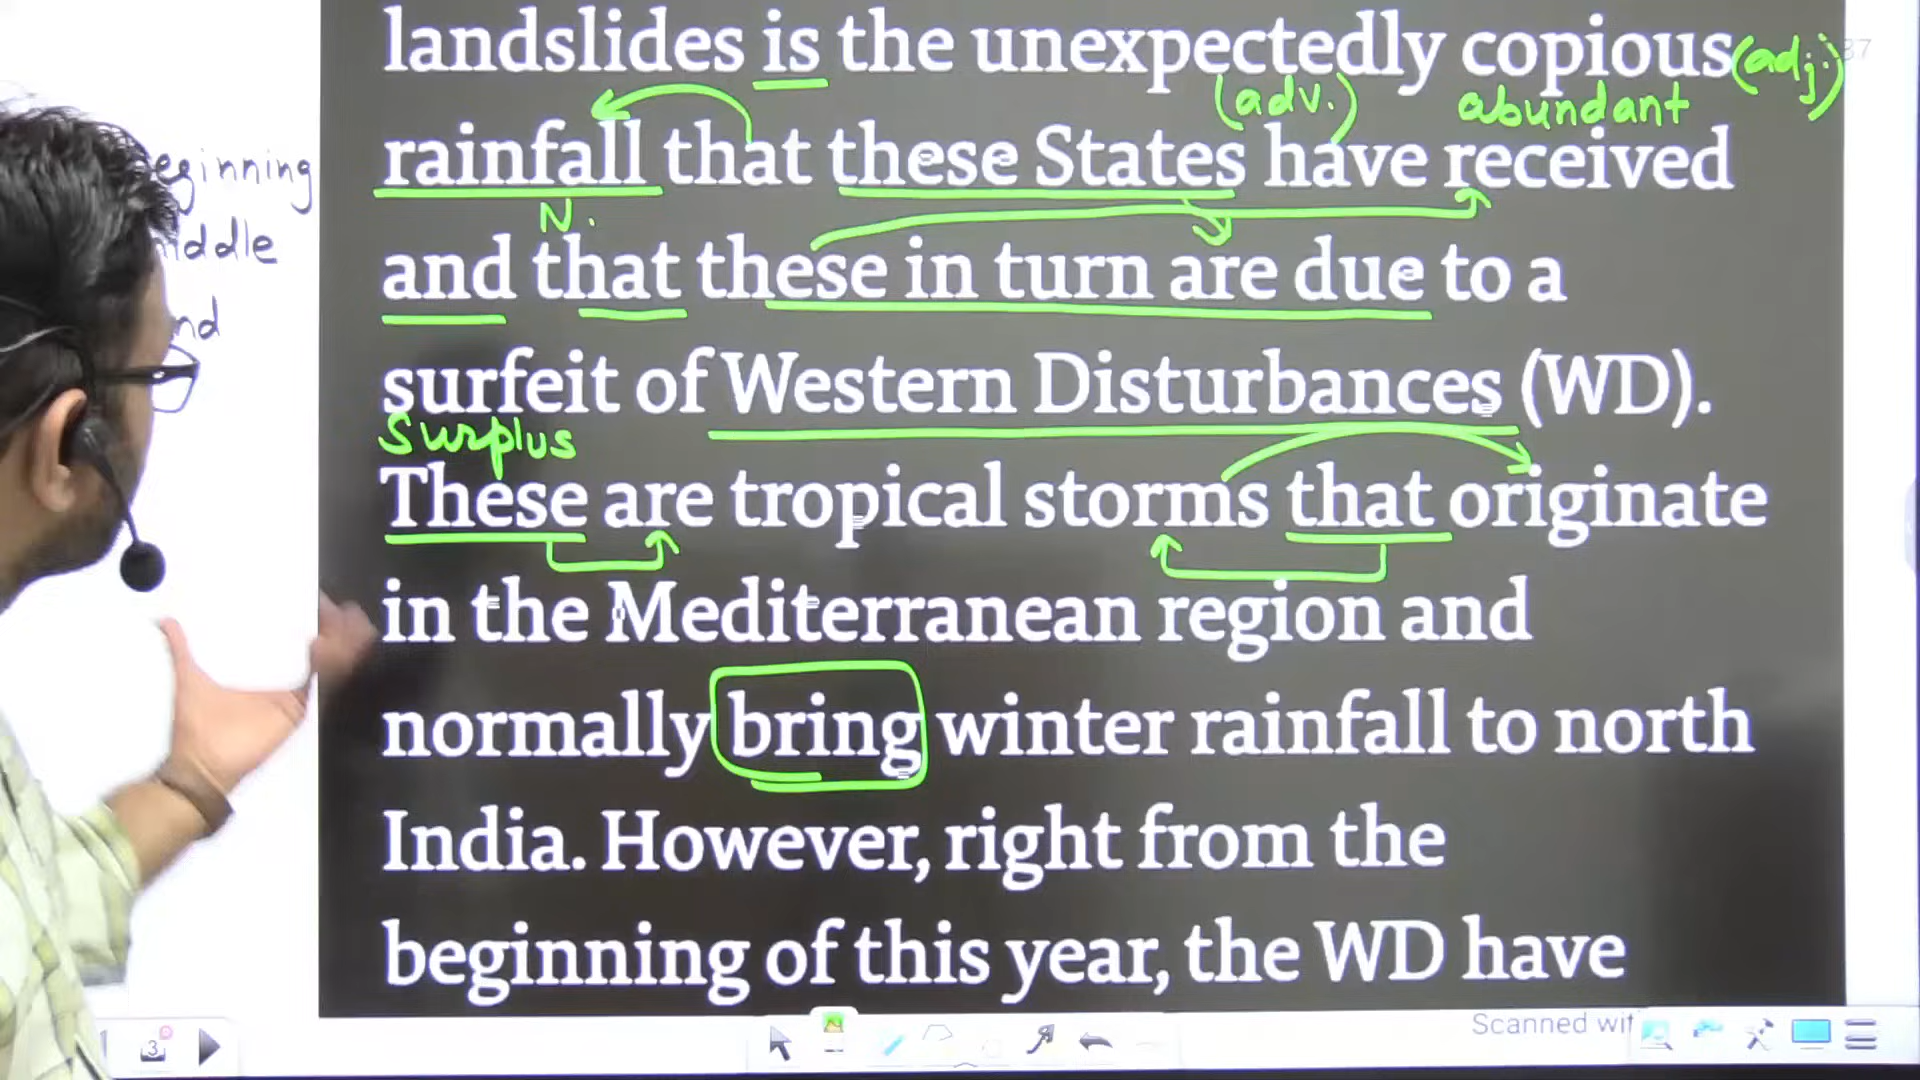 landslides is the unexpectedly copious (adj.) 37
(adv.) abundant
rainfall that these States have received
N.
and that these in turn are due to a
surfeit of Western Disturbances (WD).
surplus
These are tropical storms that originate
in the Mediterranean region and
normally bring winter rainfall to north
India. However, right from the
beginning of this year, the WD have
eginning
iddle
nd
3
Scanned wit